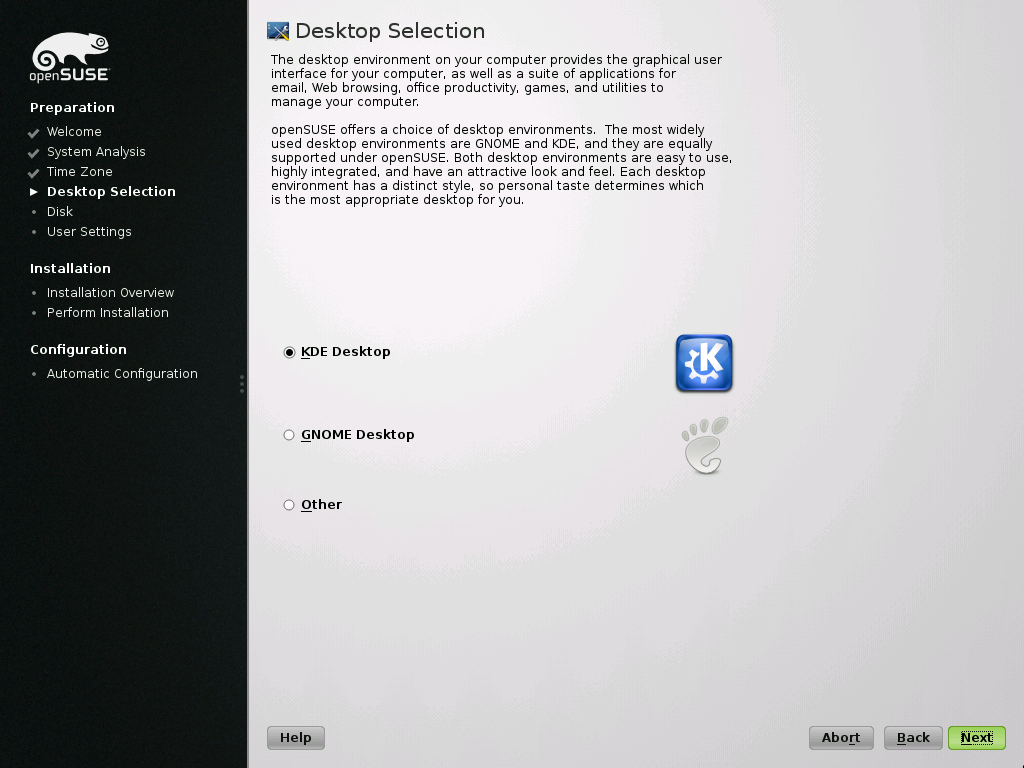 openSUSE
Preparation
Welcome
System Analysis
Time Zone
Desktop Selection
Disk
User Settings
Installation
Installation Overview
Perform Installation
Configuration
Automatic Configuration
Desktop Selection
The desktop environment on your computer provides the graphical user
interface for your computer, as well as a suite of applications for
email, Web browsing, office productivity, games, and utilities to
manage your computer.
openSUSE offers a choice of desktop environments.  The most widely
used desktop environments are GNOME and KDE, and they are equally
supported under openSUSE. Both desktop environments are easy to use,
highly integrated, and have an attractive look and feel. Each desktop
environment has a distinct style, so personal taste determines which
is the most appropriate desktop for you.
KDE Desktop
K
GNOME Desktop
Other
Help
Abort
Back
Next